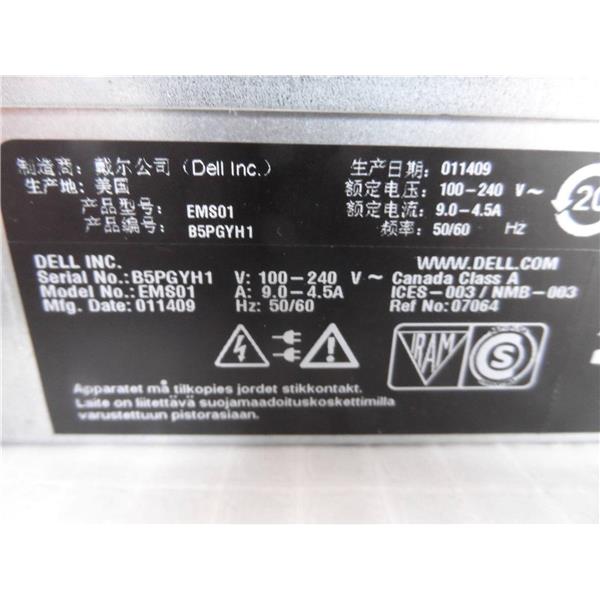 制造商: 戴尔公司 (Dell Inc.)
生产地: 美国
产品型号: EMS01
产品编号: B5PGYH1
生产日期: 011409
额定电压: 100-240 V~
额定电流: 9.0-4.5A
频率: 50/60 Hz
20
DELL INC. WWW.DELL.COM
Serial No.: B5PGYH1 V: 100-240 V~ Canada Class A
Model No.: EMS01 A: 9.0-4.5A ICES-003 / NMB-003
Mfg. Date: 011409 Hz: 50/60 Ref No: 07064
IRAM S
Apparatet må tilkopies jordet stikkontakt.
Laite on liitettävä suojamaadoituskoskettimilla
varustettuun pistorasiaan.